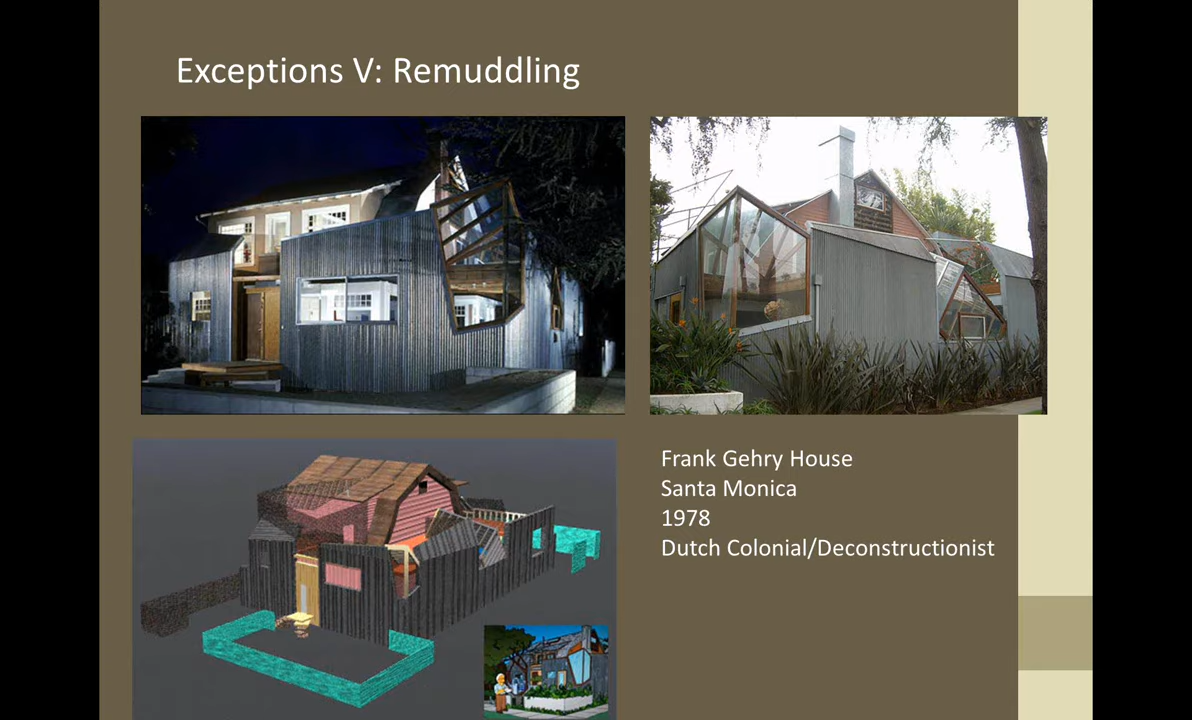 Exceptions V: Remuddling
Frank Gehry House
Santa Monica
1978
Dutch Colonial/Deconstructionist